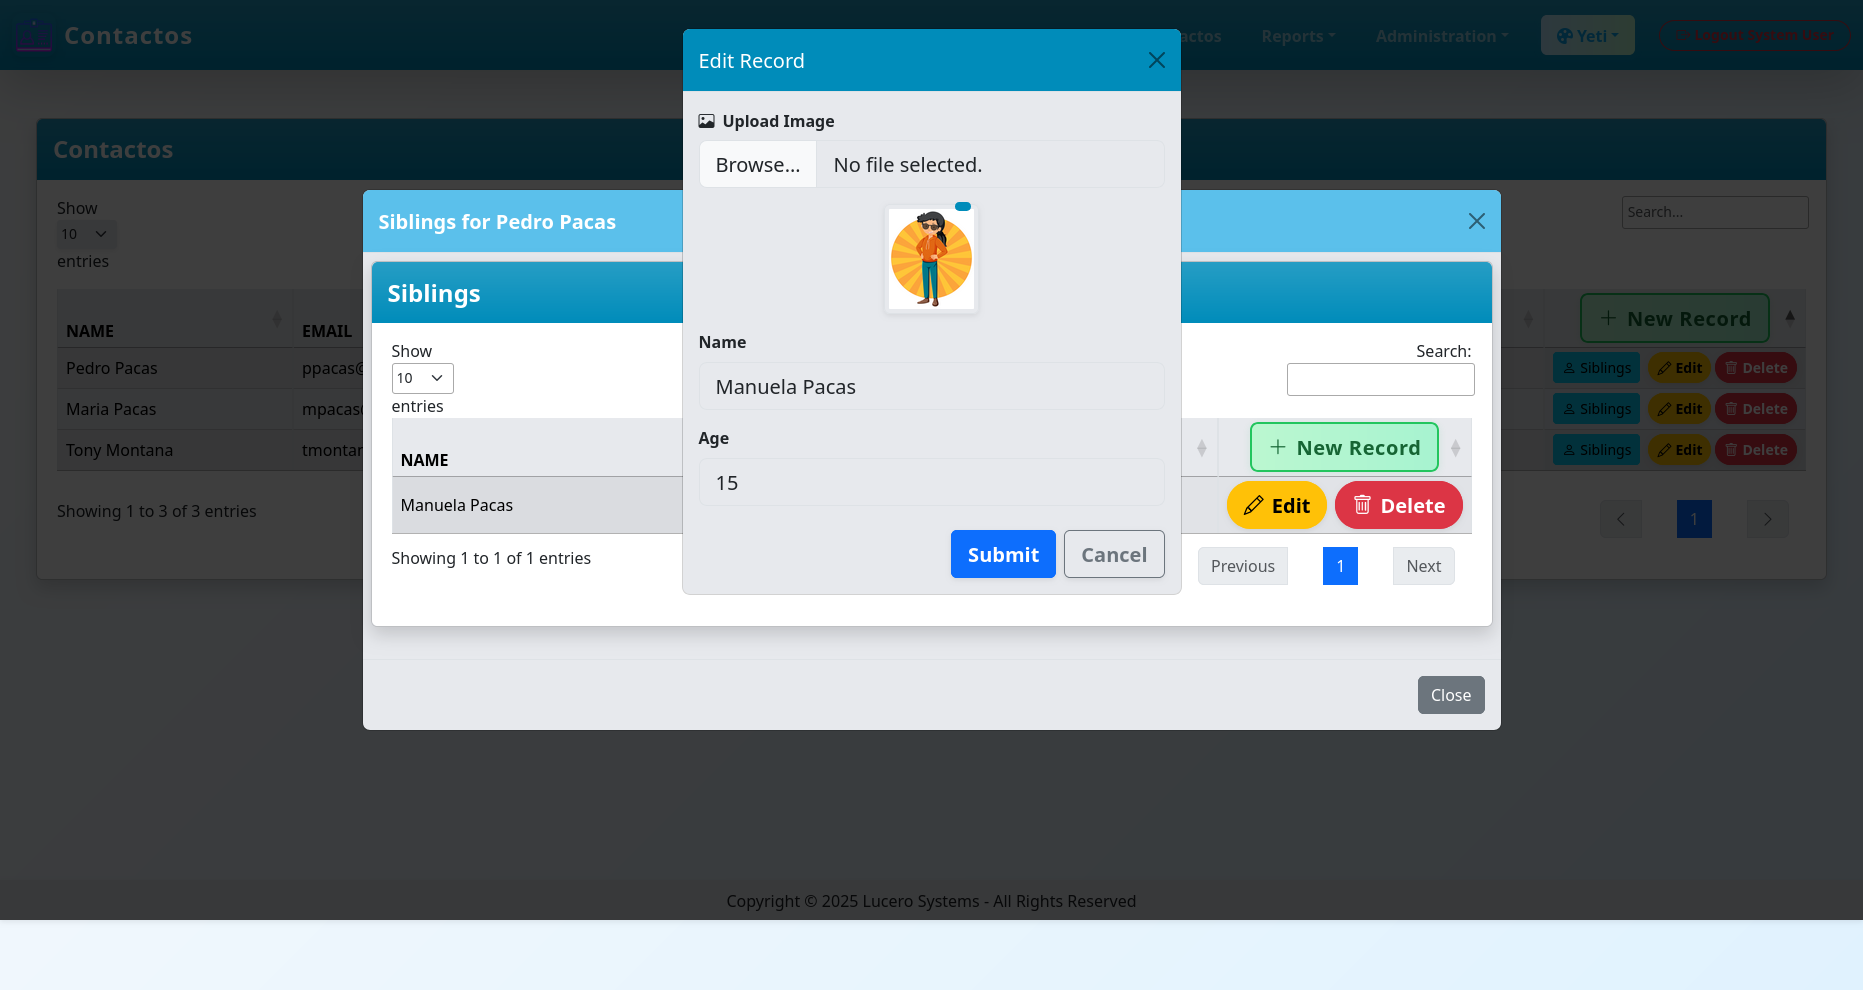 Contactos
actos
Reports
Administration
Yeti
Logout System User
Contactos
Show
10
entries
Search...
NAME
EMAIL
New Record
Pedro Pacas
ppacas@
Siblings
Edit
Delete
Maria Pacas
mpacas
Siblings
Edit
Delete
Tony Montana
tmontar
Siblings
Edit
Delete
Showing 1 to 3 of 3 entries
1
Siblings for Pedro Pacas
Siblings
Show
10
entries
Search:
NAME
New Record
Manuela Pacas
Edit
Delete
Showing 1 to 1 of 1 entries
Previous
1
Next
Close
Edit Record
Upload Image
Browse...
No file selected.
Name
Manuela Pacas
Age
15
Submit
Cancel
Copyright © 2025 Lucero Systems - All Rights Reserved